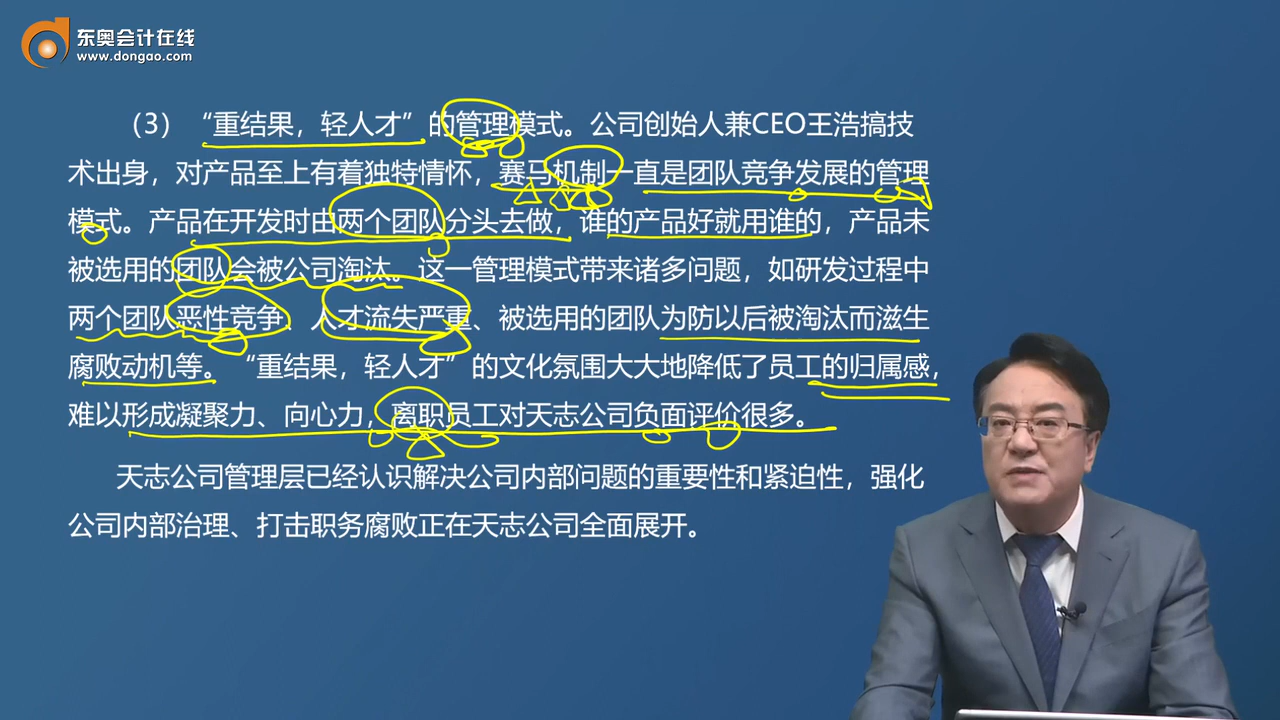 东奥会计在线
www.dongao.com
（3）“重结果，轻人才”的管理模式。公司创始人兼CEO王浩搞技
术出身，对产品至上有着独特情怀，赛马机制一直是团队竞争发展的管理
模式。产品在开发时由两个团队分头去做，谁的产品好就用谁的，产品未
被选用的团队会被公司淘汰。这一管理模式带来诸多问题，如研发过程中
两个团队恶性竞争、人才流失严重、被选用的团队为防以后被淘汰而滋生
腐败动机等。“重结果，轻人才”的文化氛围大大地降低了员工的归属感，
难以形成凝聚力、向心力，离职员工对天志公司负面评价很多。
天志公司管理层已经认识解决公司内部问题的重要性和紧迫性，强化
公司内部治理、打击职务腐败正在天志公司全面展开。